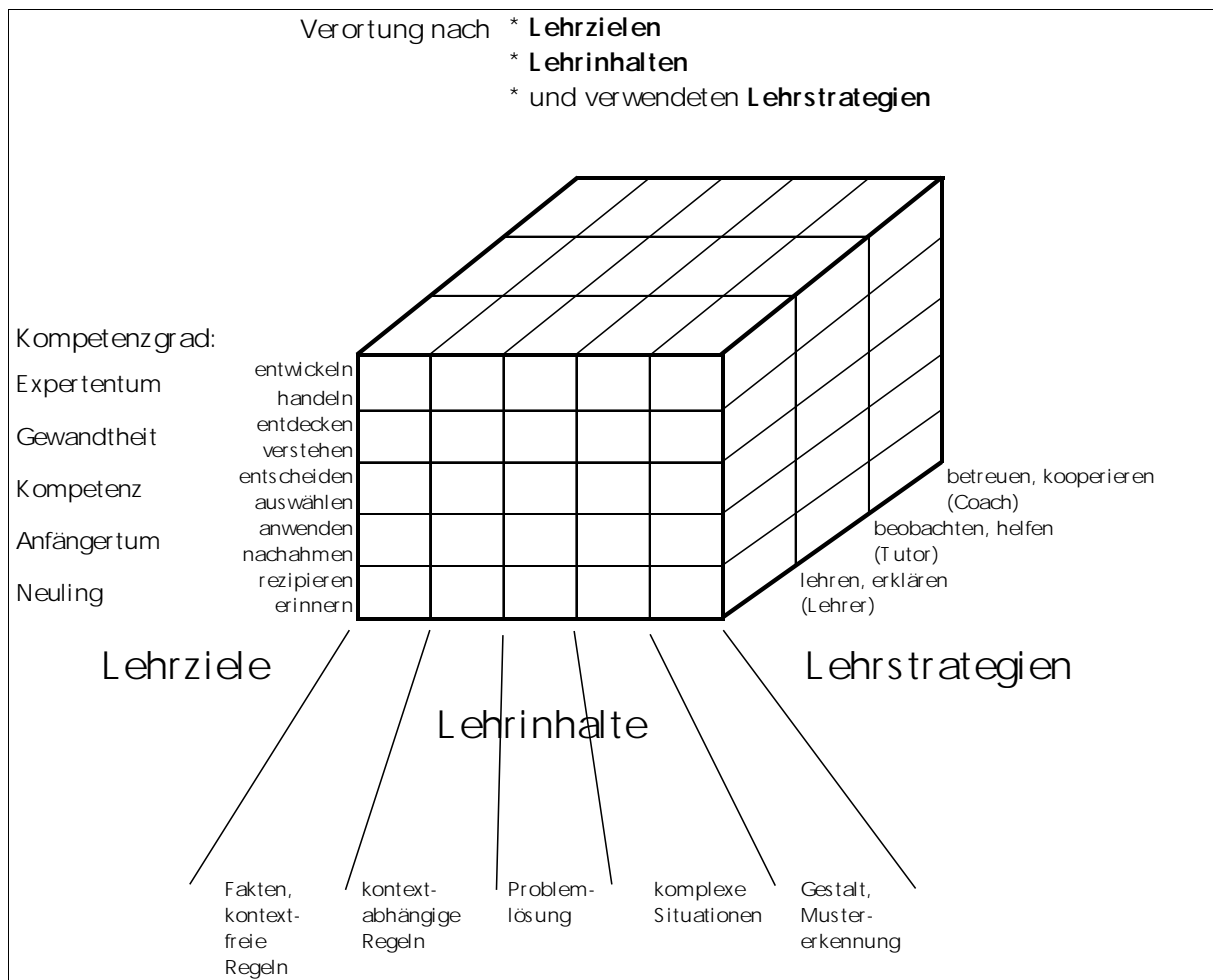 Verortung nach * Lehrzielen
* Lehrinhalten
* und verwendeten Lehrstrategien
Kompetenzgrad:
Expertentum
Gewandtheit
Kompetenz
Anfängertum
Neuling
entwickeln
handeln
entdecken
verstehen
entscheiden
auswählen
anwenden
nachahmen
rezipieren
erinnern
betreuen, kooperieren
(Coach)
beobachten, helfen
(Tutor)
lehren, erklären
(Lehrer)
Lehrziele
Lehrstrategien
Lehrinhalte
Fakten,
kontext-
freie
Regeln
kontext-
abhängige
Regeln
Problem-
lösung
komplexe
Situationen
Gestalt,
Muster-
erkennung